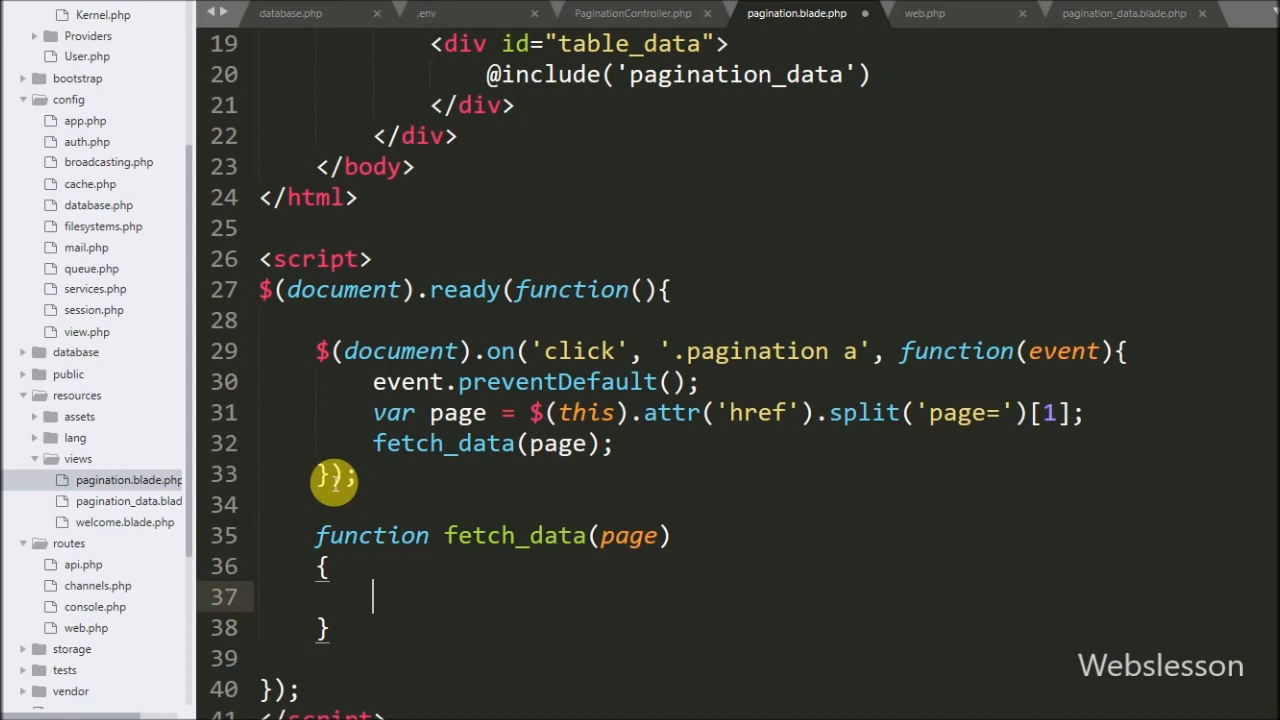 Kernel.php
Providers
User.php
bootstrap
config
app.php
auth.php
broadcasting.php
cache.php
database.php
filesystems.php
mail.php
queue.php
services.php
session.php
view.php
database
public
resources
assets
lang
views
pagination.blade.php
pagination_data.blad
welcome.blade.php
routes
api.php
channels.php
console.php
web.php
storage
tests
vendor
database.php × .env × PaginationController.php × pagination.blade.php web.php × pagination_data.blade.php ×
19 <div id="table_data">
20 @include('pagination_data')
21 </div>
22 </div>
23 </body>
24 </html>
25
26 <script>
27 $(document).ready(function(){
28
29 $(document).on('click', '.pagination a', function(event){
30 event.preventDefault();
31 var page = $(this).attr('href').split('page=')[1];
32 fetch_data(page);
33 });
34
35 function fetch_data(page)
36 {
37
38 }
39
40 });
41 </script>
Webslesson